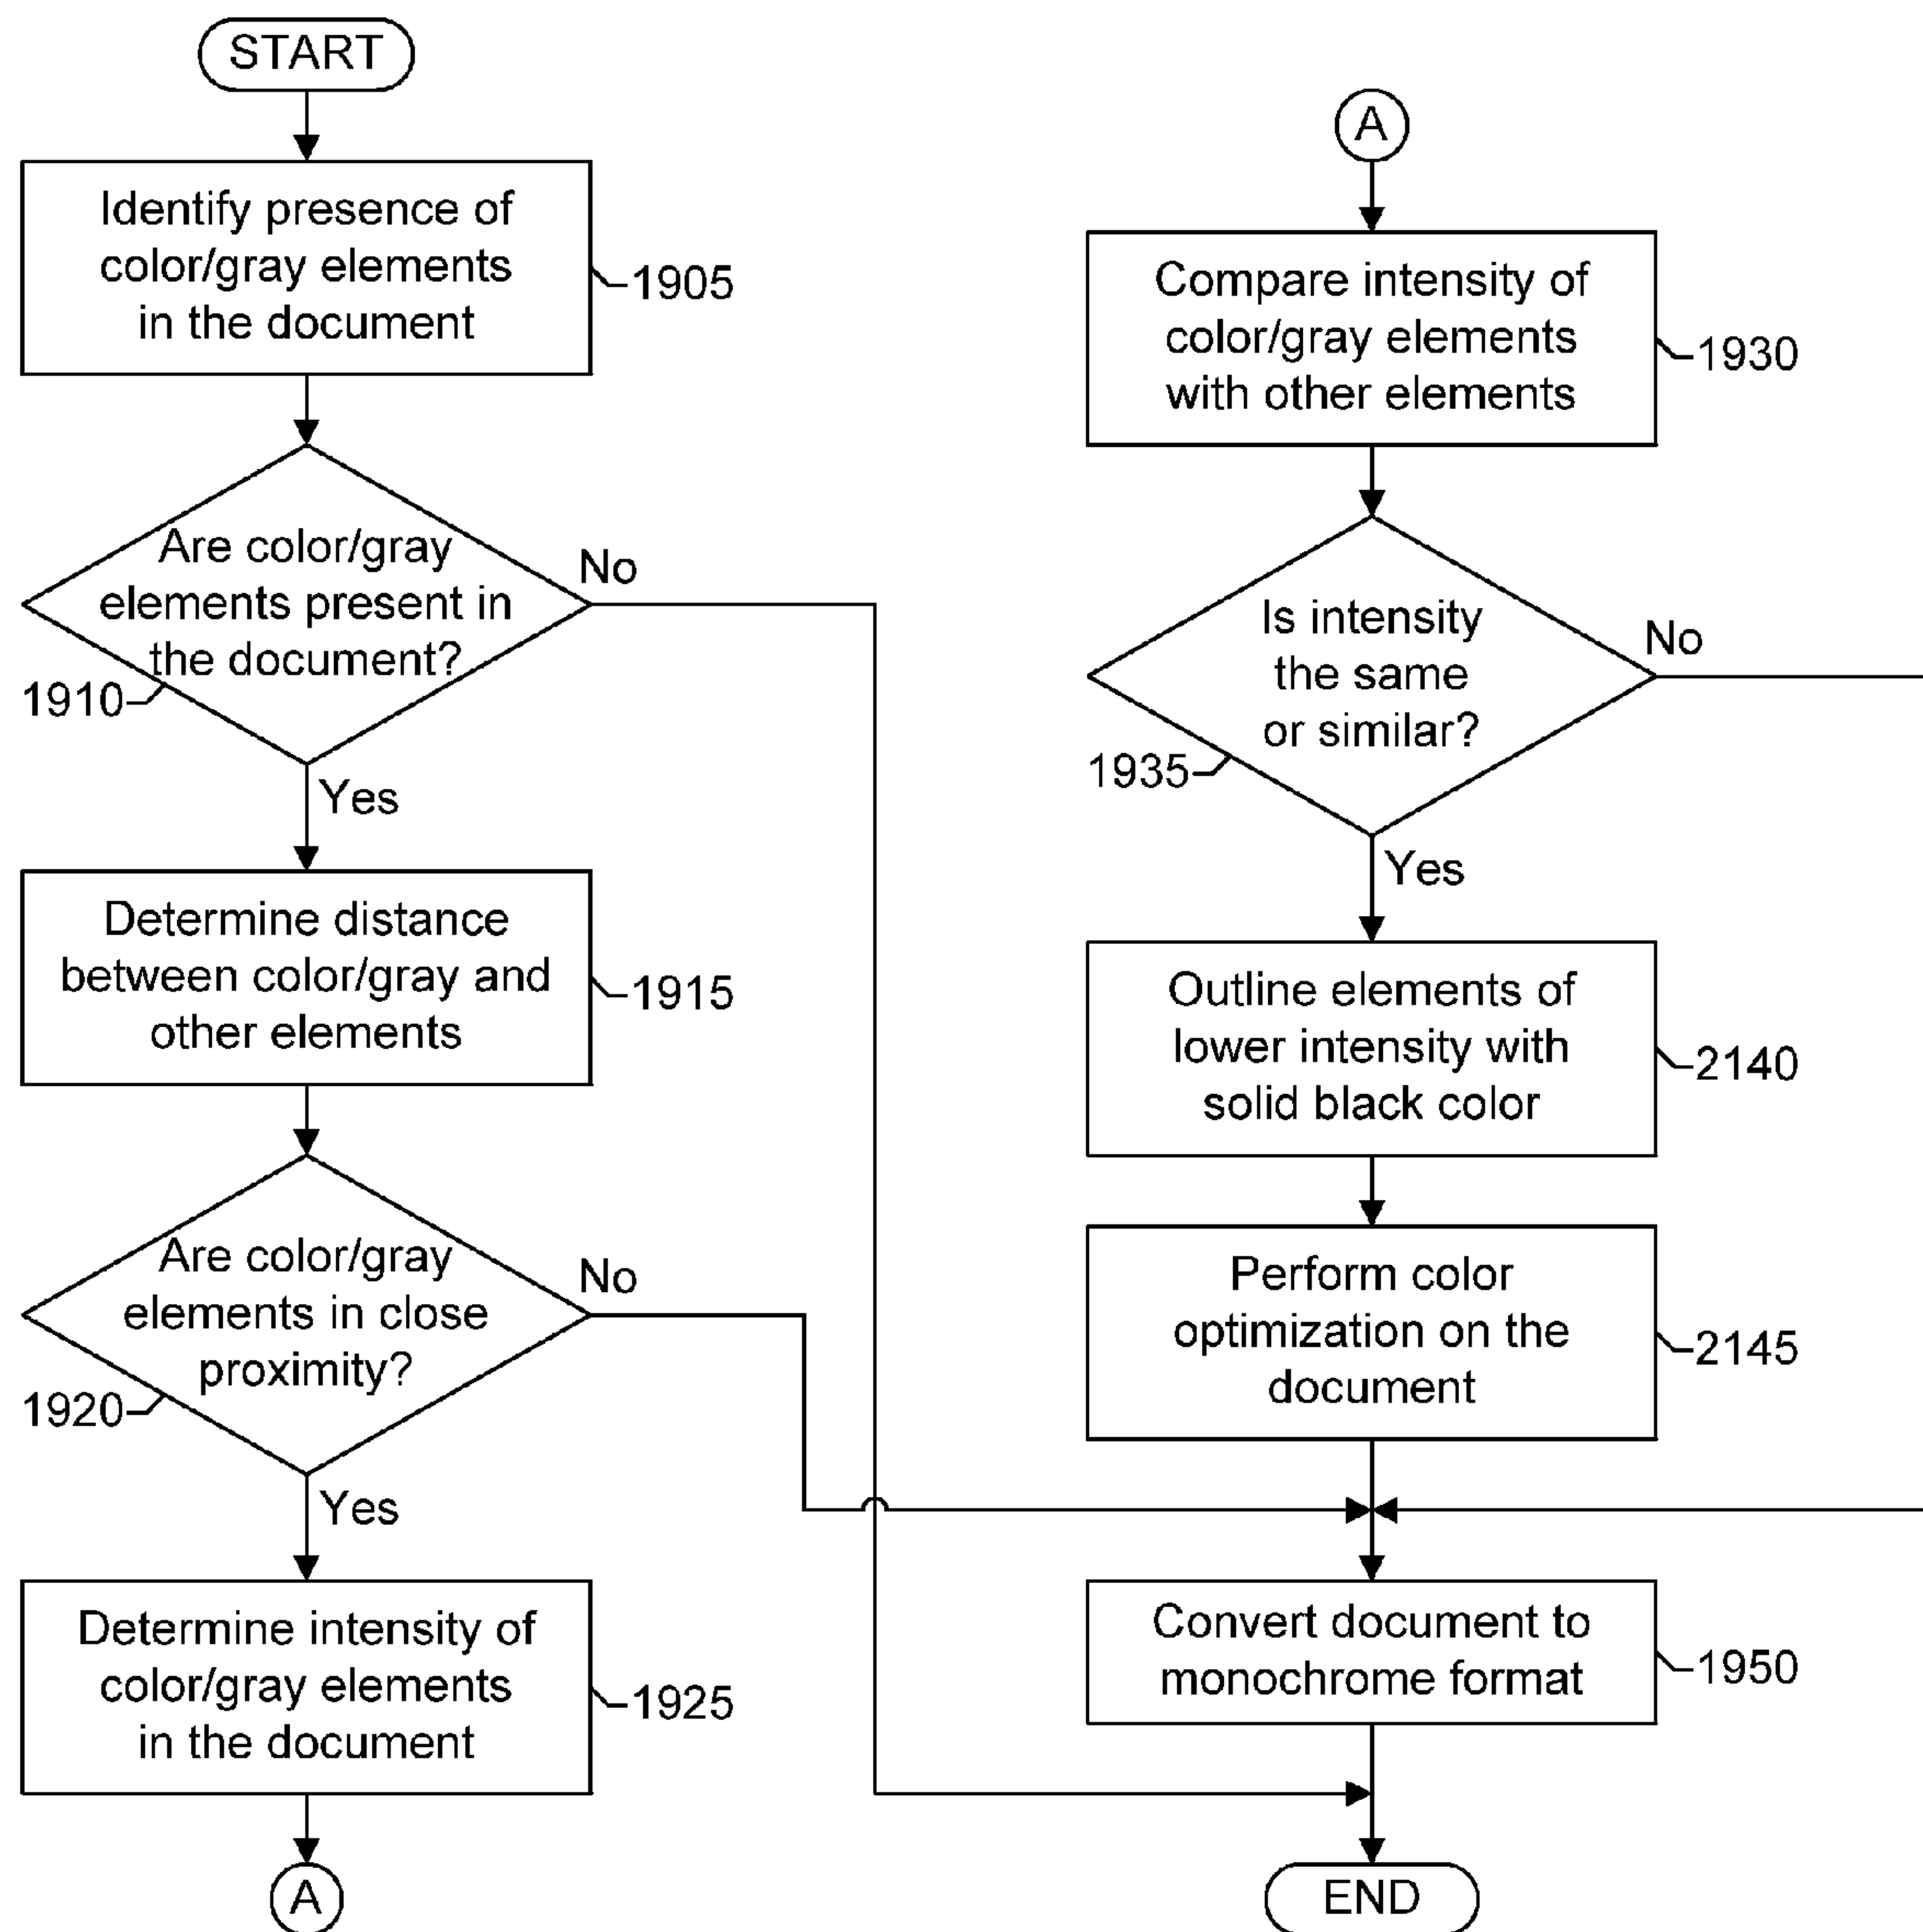 START
Identify presence of
color/gray elements
in the document
1905
Are color/gray
elements present in
the document?
No
1910
Yes
Determine distance
between color/gray and
other elements
1915
Are color/gray
elements in close
proximity?
No
1920
Yes
Determine intensity of
color/gray elements
in the document
1925
A
A
Compare intensity of
color/gray elements
with other elements
1930
Is intensity
the same
or similar?
No
1935
Yes
Outline elements of
lower intensity with
solid black color
2140
Perform color
optimization on the
document
2145
Convert document to
monochrome format
1950
END